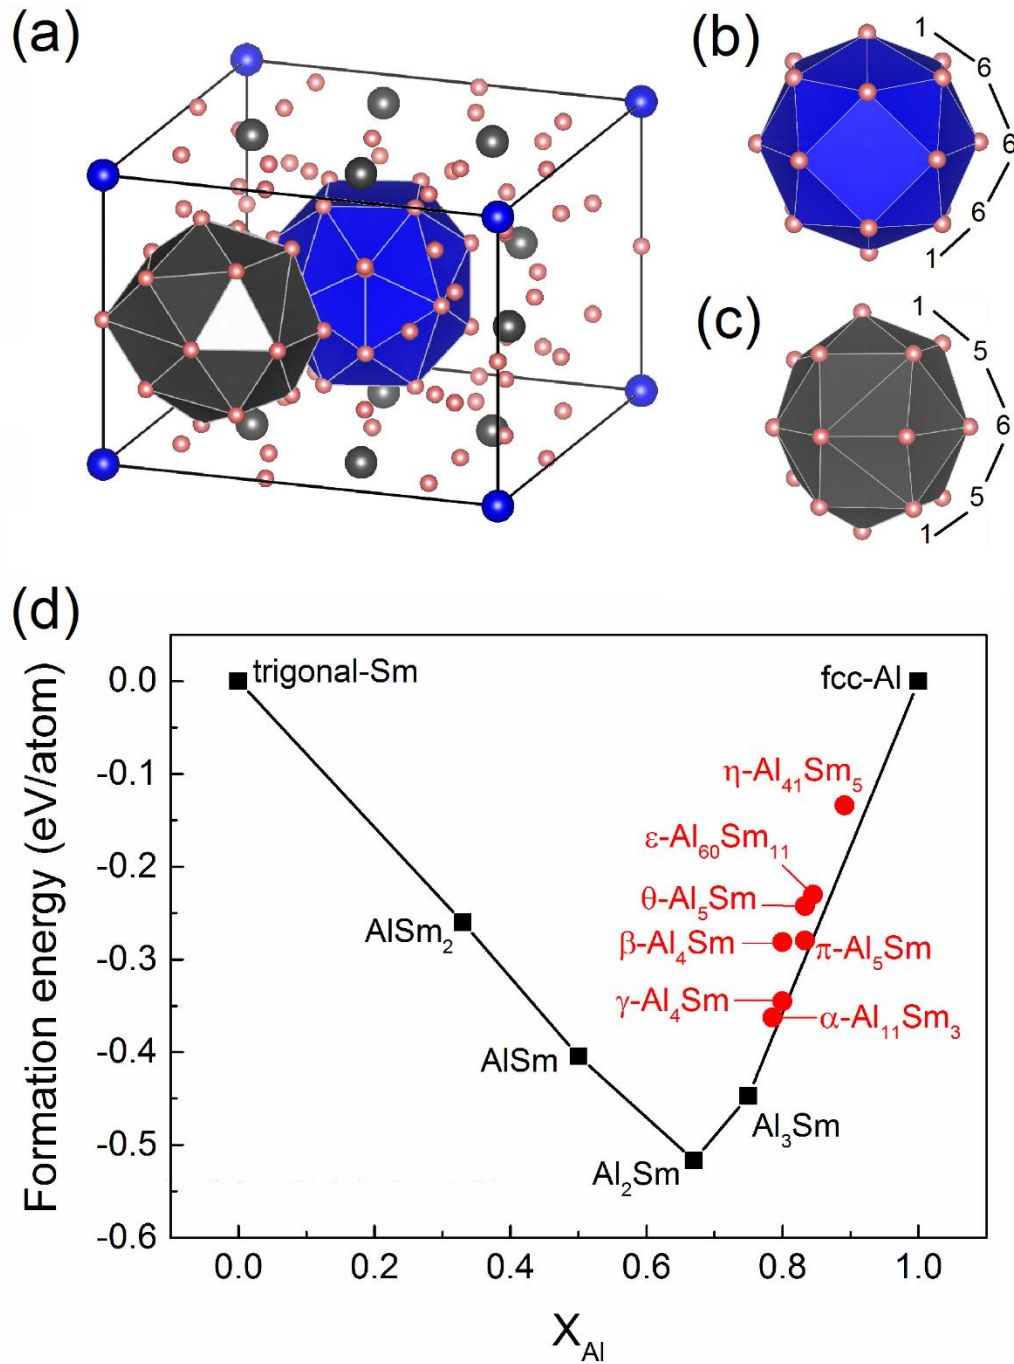 (a)
(b)
1
6
6
6
1
(c)
1
5
6
5
1
(d)
Formation energy (eV/atom)
0.0
-0.1
-0.2
-0.3
-0.4
-0.5
-0.6
trigonal-Sm
fcc-Al
η-Al₄₁Sm₅
ε-Al₆₀Sm₁₁
θ-Al₅Sm
β-Al₄Sm
π-Al₅Sm
γ-Al₄Sm
α-Al₁₁Sm₃
AlSm₂
AlSm
Al₃Sm
Al₂Sm
0.0 0.2 0.4 0.6 0.8 1.0
X_Al